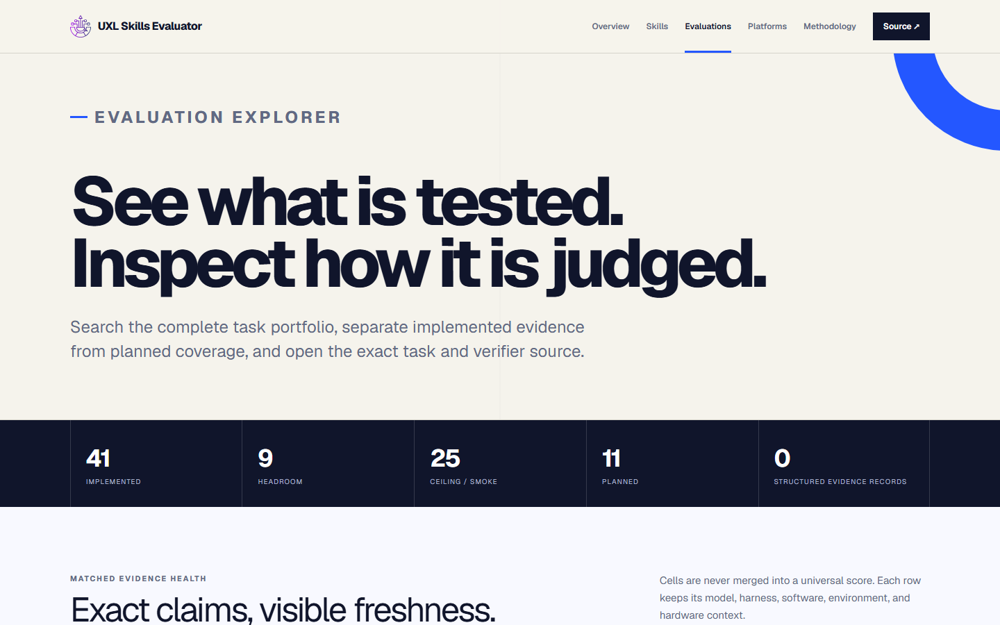 UXL Skills Evaluator
Overview
Skills
Evaluations
Platforms
Methodology
Source ↗
EVALUATION EXPLORER
See what is tested.
Inspect how it is judged.
Search the complete task portfolio, separate implemented evidence
from planned coverage, and open the exact task and verifier source.
41
IMPLEMENTED
9
HEADROOM
25
CEILING / SMOKE
11
PLANNED
0
STRUCTURED EVIDENCE RECORDS
MATCHED EVIDENCE HEALTH
Exact claims, visible freshness.
Cells are never merged into a universal score. Each row
keeps its model, harness, software, environment, and
hardware context.